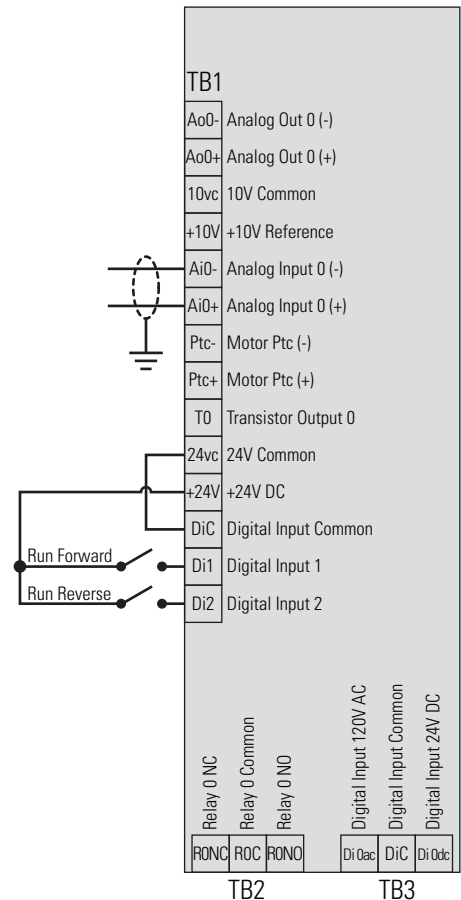 TB1
Ao0- Analog Out 0 (-)
Ao0+ Analog Out 0 (+)
10vc 10V Common
+10V +10V Reference
Ai0- Analog Input 0 (-)
Ai0+ Analog Input 0 (+)
Ptc- Motor Ptc (-)
Ptc+ Motor Ptc (+)
T0 Transistor Output 0
24vc 24V Common
+24V +24V DC
DiC Digital Input Common
Run Forward Di1 Digital Input 1
Run Reverse Di2 Digital Input 2
Relay 0 NC
Relay 0 Common
Relay 0 NO
Digital Input 120V AC
Digital Input Common
Digital Input 24V DC
R0NC R0C R0NO Di 0ac DiC Di 0dc
TB2 TB3